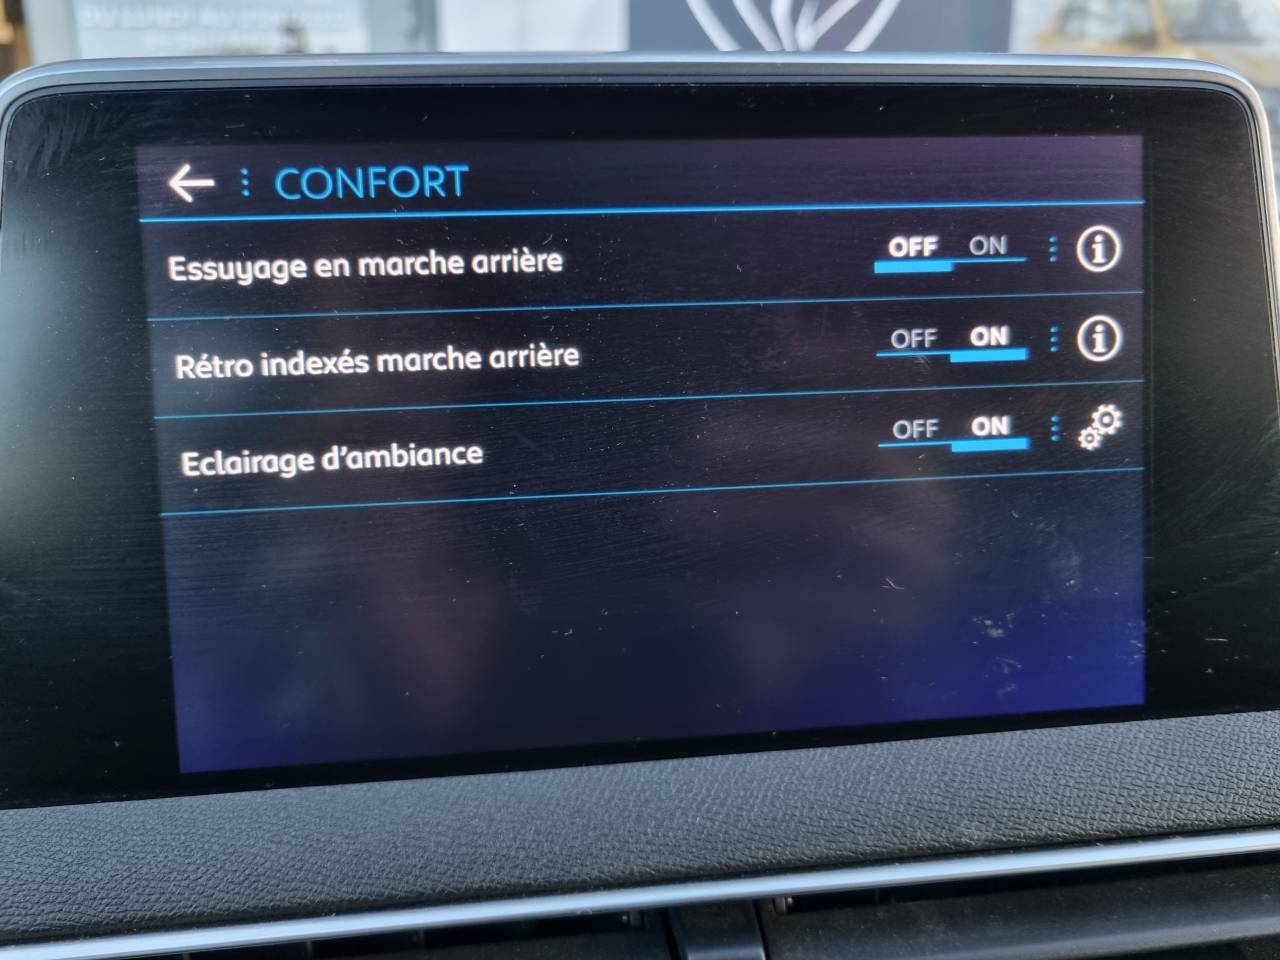 CONFORT
Essuyage en marche arrière OFF ON
Rétro indexés marche arrière OFF ON
Eclairage d'ambiance OFF ON